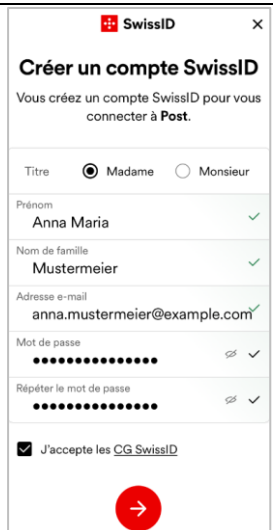 SwissID
Créer un compte SwissID
Vous créez un compte SwissID pour vous
connecter à Post.
Titre Madame Monsieur
Prénom
Anna Maria
Nom de famille
Mustermeier
Adresse e-mail
anna.mustermeier@example.com
Mot de passe
●●●●●●●●●●●●●●●
Répéter le mot de passe
●●●●●●●●●●●●●●●
J'accepte les CG SwissID